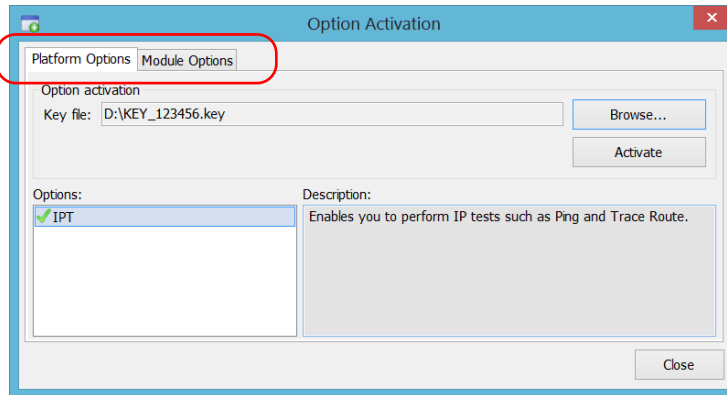 Option Activation
Platform Options Module Options
Option activation
Key file: D:\KEY_123456.key Browse...
Activate
Options: Description:
IPT Enables you to perform IP tests such as Ping and Trace Route.
Close